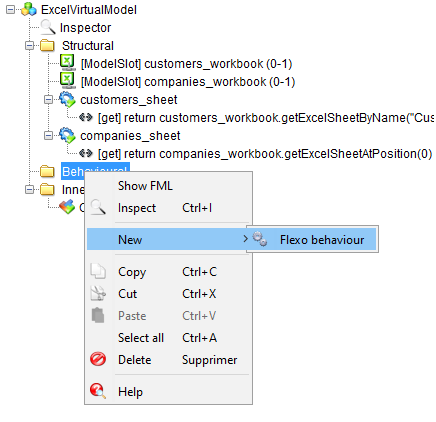 ExcelVirtualModel
Inspector
Structural
[ModelSlot] customers_workbook (0-1)
[ModelSlot] companies_workbook (0-1)
customers_sheet
[get] return customers_workbook.getExcelSheetByName("Cus
companies_sheet
[get] return companies_workbook.getExcelSheetAtPosition(0)
Behavioural
Inne
Show FML
Inspect Ctrl+I
New Flexo behaviour
Copy Ctrl+C
Cut Ctrl+X
Paste Ctrl+V
Select all Ctrl+A
Delete Supprimer
Help